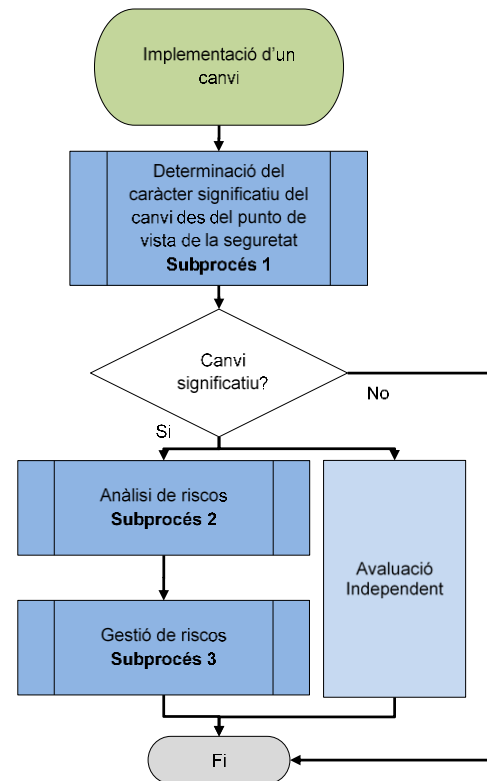 Implementació d'un
canvi
Determinació del
caràcter significatiu del
canvi des del punto de
vista de la seguretat
Subprocés 1
Canvi
significatiu?
No
Si
Anàlisi de riscos
Subprocés 2
Avaluació
Independent
Gestió de riscos
Subprocés 3
Fi